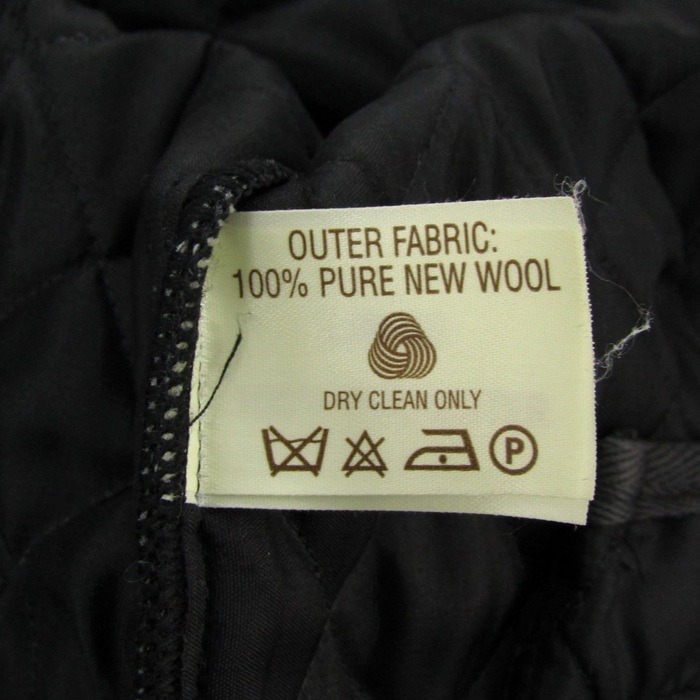 OUTER FABRIC:
100% PURE NEW WOOL
DRY CLEAN ONLY
P